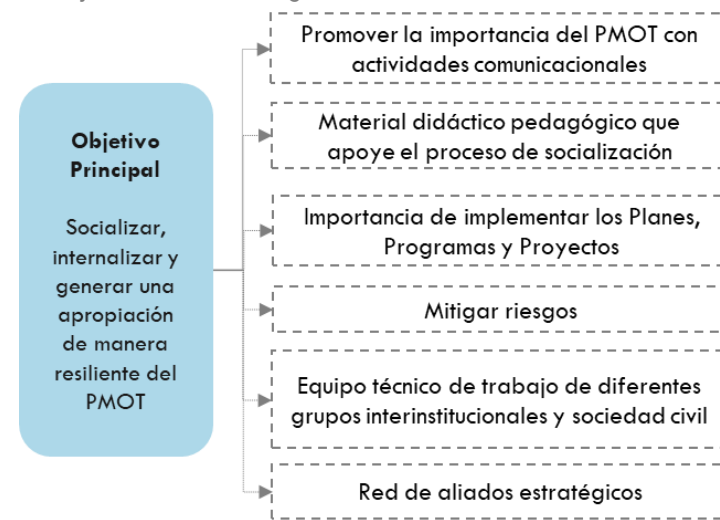 Objetivo
Principal
Socializar,
internalizar y
generar una
apropiación
de manera
resiliente del
PMOT
Promover la importancia del PMOT con
actividades comunicacionales
Material didáctico pedagógico que
apoye el proceso de socialización
Importancia de implementar los Planes,
Programas y Proyectos
Mitigar riesgos
Equipo técnico de trabajo de diferentes
grupos interinstitucionales y sociedad civil
Red de aliados estratégicos